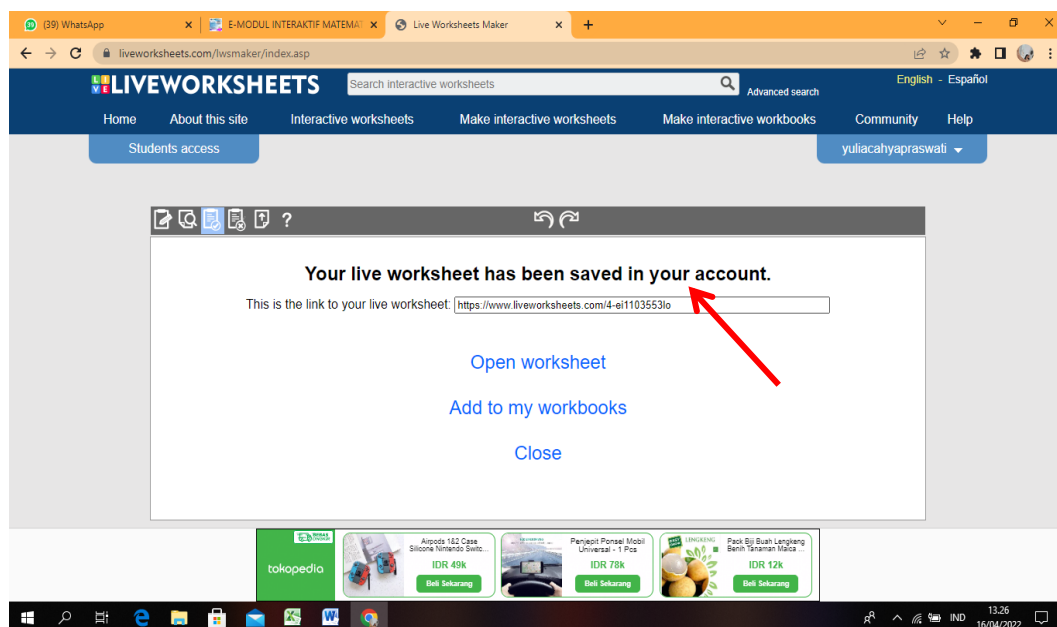 (39) WhatsApp
E-MODUL INTERAKTIF MATEMAT
Live Worksheets Maker
liveworksheets.com/lwsmaker/index.asp
LIVE LIVEWORKSHEETS
Search interactive worksheets
Advanced search
English - Español
Home About this site Interactive worksheets Make interactive worksheets Make interactive workbooks Community Help
Students access
yuliacahyapraswati
?
Your live worksheet has been saved in your account.
This is the link to your live worksheet: https://www.liveworksheets.com/4-ei1103553lo
Open worksheet
Add to my workbooks
Close
tokopedia
Airpods 1&2 Case
Silicone Nintendo Switc...
IDR 49k
Beli Sekarang
Penjepit Ponsel Mobil
Universal - 1 Pcs
IDR 78k
Beli Sekarang
LENGKENG
Pack Biji Buah Lengkeng
Benih Tanaman Maica ...
IDR 12k
Beli Sekarang
IND
13.26
16/04/2022